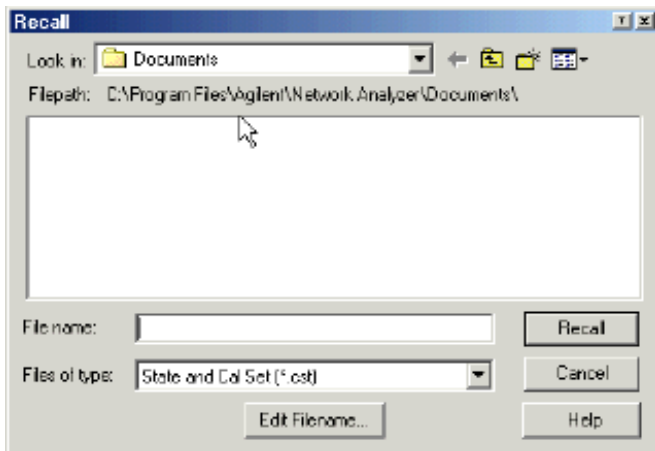 Recall
Look in: Documents
Filepath: C:\Program Files\Agilent\Network Analyzer\Documents\
File name: Recall
Files of type: State and Cal Set (*.cst) Cancel
Edit Filename... Help